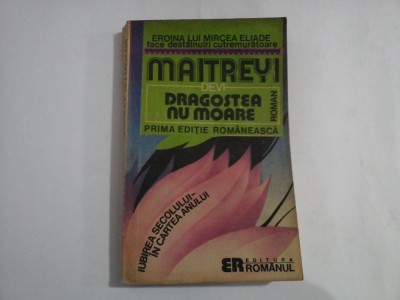 EROINA LUI MIRCEA ELIADE
face destăinuiri cutremurătoare
MAITREYI
DEVI
DRAGOSTEA
NU MOARE
ROMAN
PRIMA EDIȚIE ROMÂNEASCĂ
IUBIREA SECOLULUI-
ÎN CARTEA ANULUI
ER EDITURA
ROMÂNUL